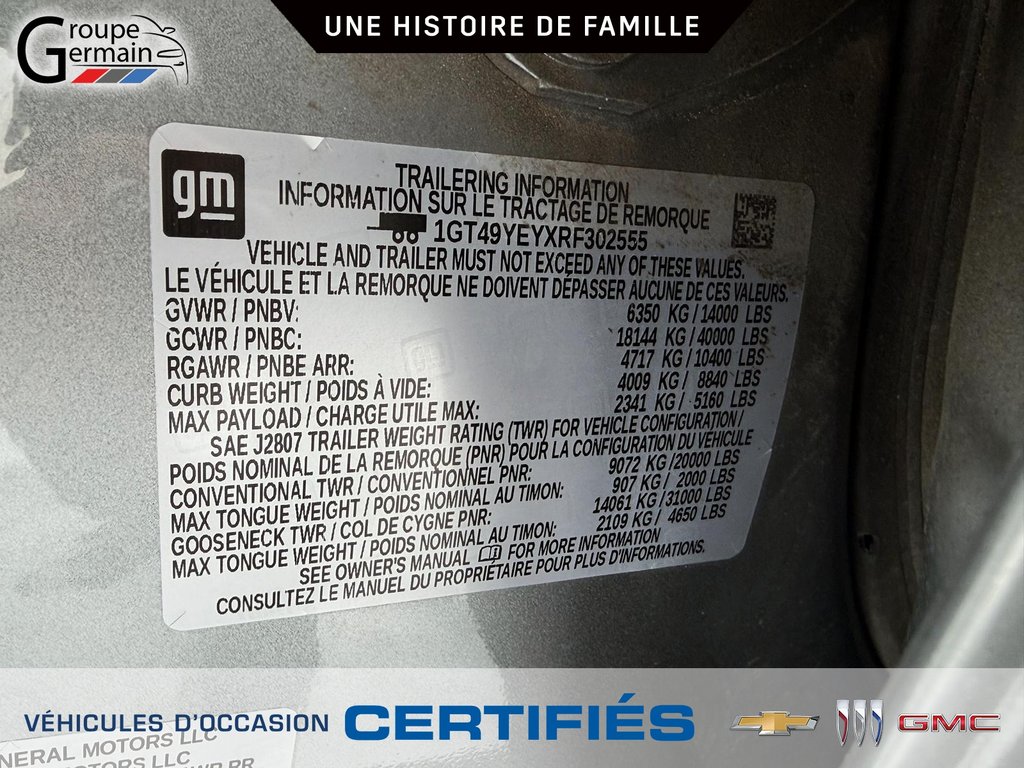 Groupe
Germain
UNE HISTOIRE DE FAMILLE
gm
TRAILERING INFORMATION
INFORMATION SUR LE TRACTAGE DE REMORQUE
1GT49YEYXRF302555
VEHICLE AND TRAILER MUST NOT EXCEED ANY OF THESE VALUES.
LE VÉHICULE ET LA REMORQUE NE DOIVENT DÉPASSER AUCUNE DE CES VALEURS.
GVWR / PNBV: 6350 KG / 14000 LBS
GCWR / PNBC: 18144 KG / 40000 LBS
RGAWR / PNBE ARR: 4717 KG / 10400 LBS
CURB WEIGHT / POIDS À VIDE: 4009 KG / 8840 LBS
MAX PAYLOAD / CHARGE UTILE MAX: 2341 KG / 5160 LBS
SAE J2807 TRAILER WEIGHT RATING (TWR) FOR VEHICLE CONFIGURATION /
POIDS NOMINAL DE LA REMORQUE (PNR) POUR LA CONFIGURATION DU VÉHICULE
CONVENTIONAL TWR / CONVENTIONNEL PNR: 9072 KG / 20000 LBS
MAX TONGUE WEIGHT / POIDS NOMINAL AU TIMON: 907 KG / 2000 LBS
GOOSENECK TWR / COL DE CYGNE PNR: 14061 KG / 31000 LBS
MAX TONGUE WEIGHT / POIDS NOMINAL AU TIMON: 2109 KG / 4650 LBS
SEE OWNER'S MANUAL FOR MORE INFORMATION
CONSULTEZ LE MANUEL DU PROPRIÉTAIRE POUR PLUS D'INFORMATIONS.
VÉHICULES D'OCCASION CERTIFIÉS
GMC
NERAL MOTORS LLC
MOTORS LLC